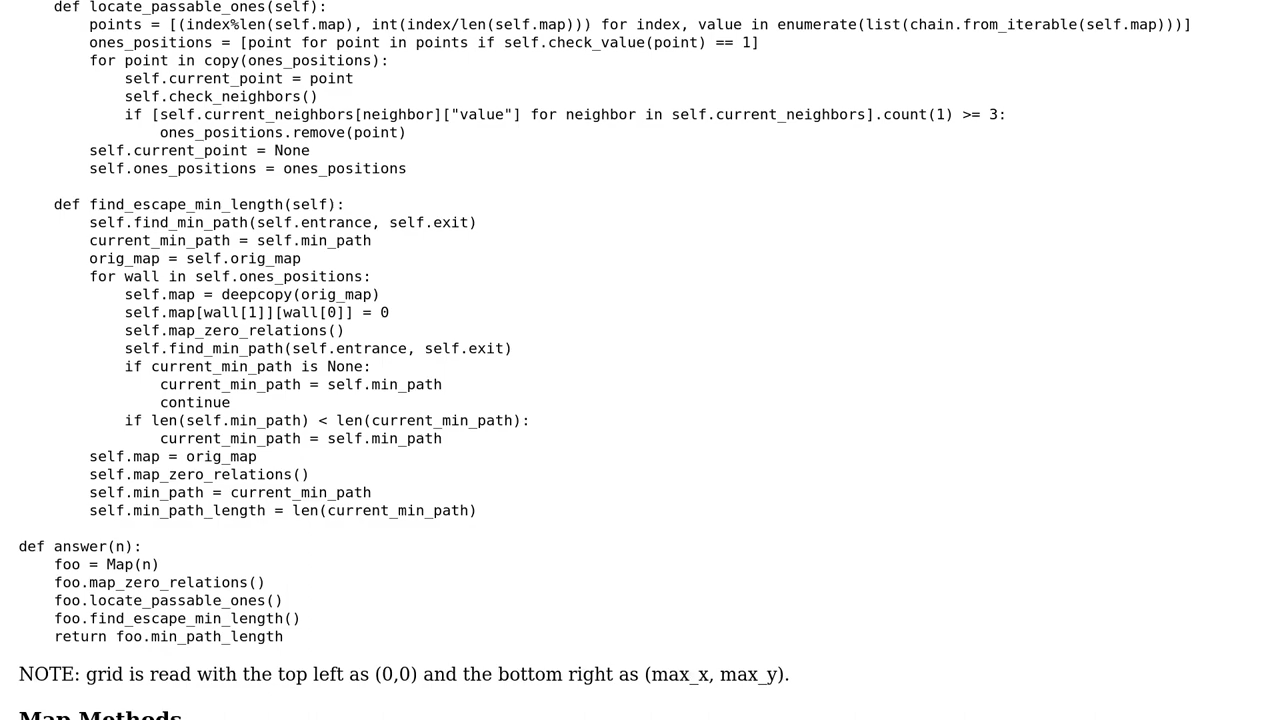 def locate_passable_ones(self):
points = [(index%len(self.map), int(index/len(self.map))) for index, value in enumerate(list(chain.from_iterable(self.map)))]
ones_positions = [point for point in points if self.check_value(point) == 1]
for point in copy(ones_positions):
self.current_point = point
self.check_neighbors()
if [self.current_neighbors[neighbor]["value"] for neighbor in self.current_neighbors].count(1) >= 3:
ones_positions.remove(point)
self.current_point = None
self.ones_positions = ones_positions
def find_escape_min_length(self):
self.find_min_path(self.entrance, self.exit)
current_min_path = self.min_path
orig_map = self.orig_map
for wall in self.ones_positions:
self.map = deepcopy(orig_map)
self.map[wall[1]][wall[0]] = 0
self.map_zero_relations()
self.find_min_path(self.entrance, self.exit)
if current_min_path is None:
current_min_path = self.min_path
continue
if len(self.min_path) < len(current_min_path):
current_min_path = self.min_path
self.map = orig_map
self.map_zero_relations()
self.min_path = current_min_path
self.min_path_length = len(current_min_path)
def answer(n):
foo = Map(n)
foo.map_zero_relations()
foo.locate_passable_ones()
foo.find_escape_min_length()
return foo.min_path_length
NOTE: grid is read with the top left as (0,0) and the bottom right as (max_x, max_y).
Map Methods